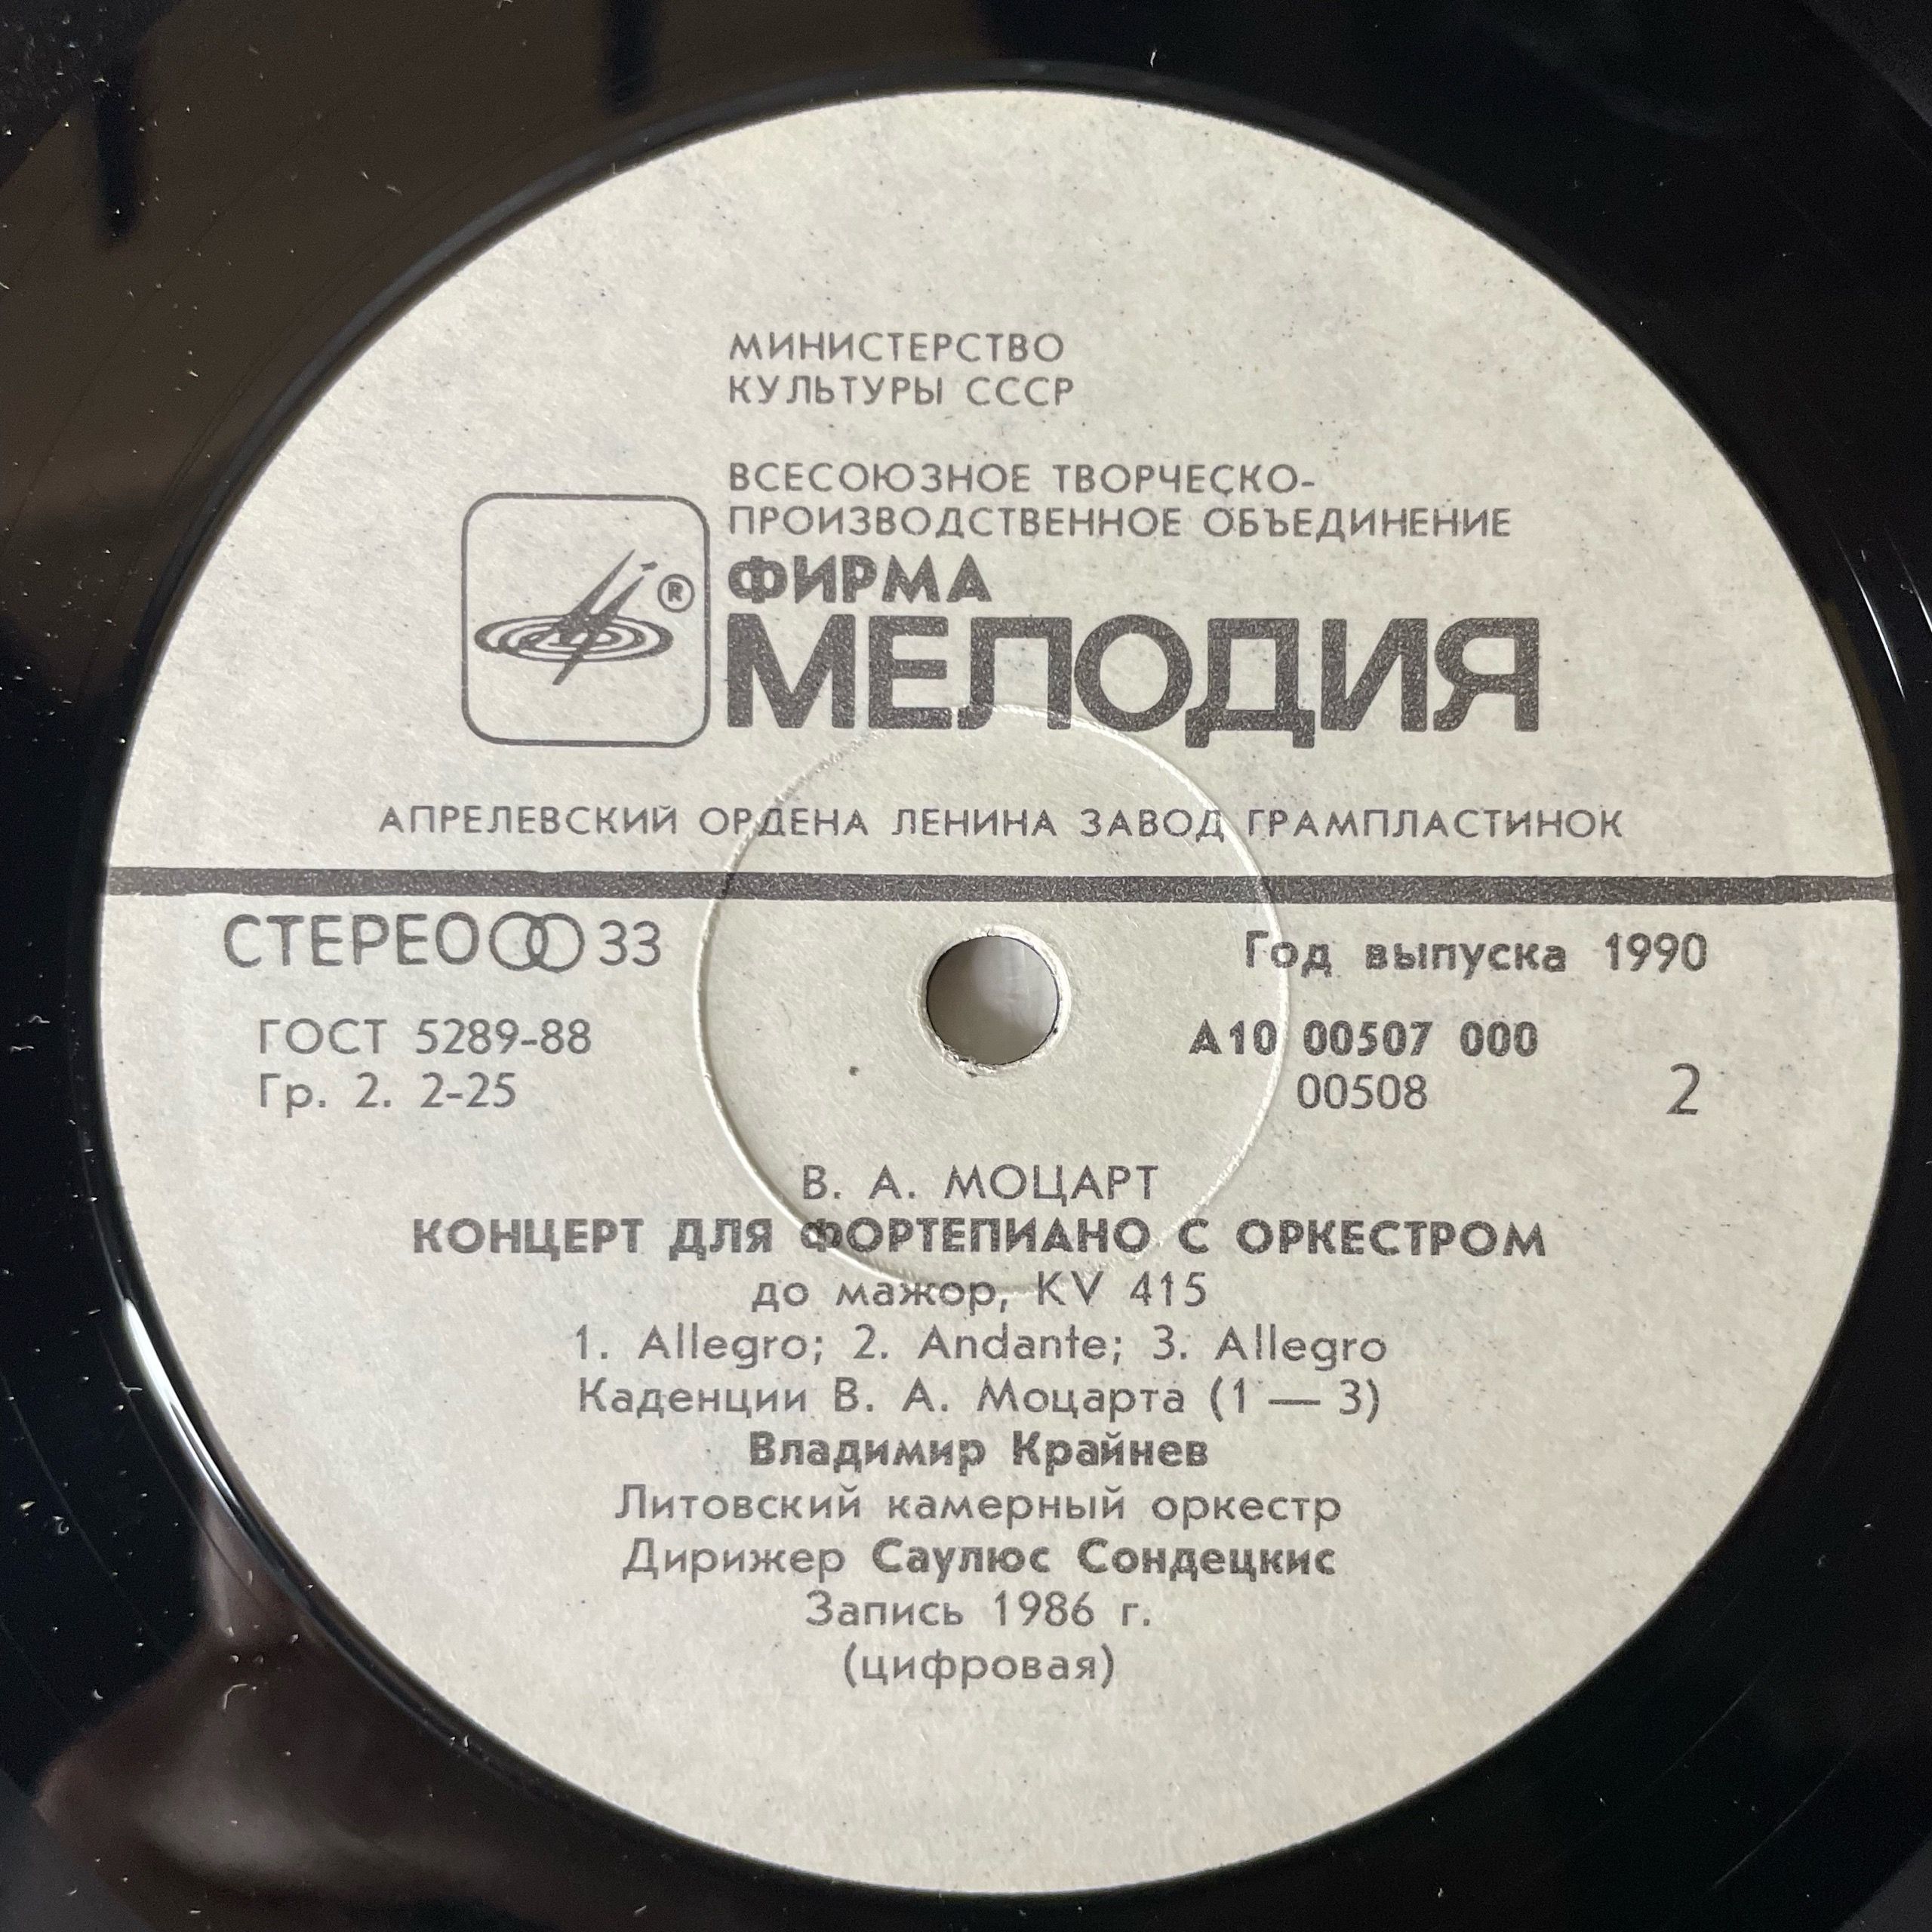 МИНИСТЕРСТВО
КУЛЬТУРЫ СССР
ВСЕСОЮЗНОЕ ТВОРЧЕСКО-
ПРОИЗВОДСТВЕННОЕ ОБЪЕДИНЕНИЕ
®
ФИРМА
МЕЛОДИЯ
АПРЕЛЕВСКИЙ ОРДЕНА ЛЕНИНА ЗАВОД ГРАМПЛАСТИНОК
СТЕРЕО 33
Год выпуска 1990
ГОСТ 5289-88
А10 00507 000
Гр. 2. 2-25
00508
2
В. А. МОЦАРТ
КОНЦЕРТ ДЛЯ ФОРТЕПИАНО С ОРКЕСТРОМ
до мажор, KV 415
1. Allegro; 2. Andante; 3. Allegro
Каденции В. А. Моцарта (1 — 3)
Владимир Крайнев
Литовский камерный оркестр
Дирижер Саулюс Сондецкис
Запись 1986 г.
(цифровая)